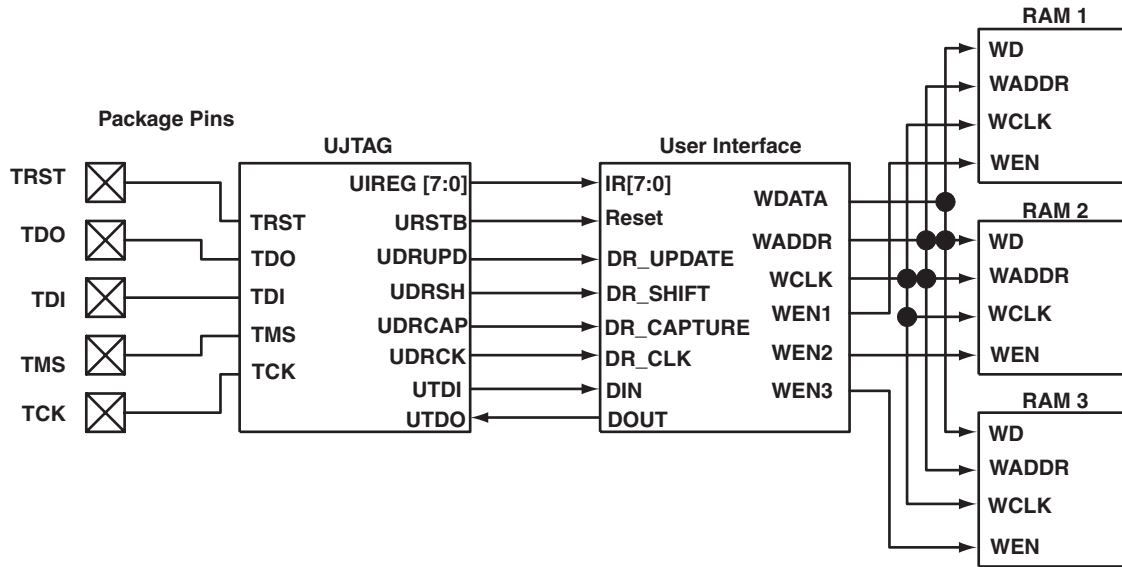 Package Pins
TRST
TDO
TDI
TMS
TCK
UJTAG
TRST
TDO
TDI
TMS
TCK
UIREG [7:0]
URSTB
UDRUPD
UDRSH
UDRCAP
UDRCK
UTDI
UTDO
User Interface
IR[7:0]
Reset
DR_UPDATE
DR_SHIFT
DR_CAPTURE
DR_CLK
DIN
DOUT
WDATA
WADDR
WCLK
WEN1
WEN2
WEN3
RAM 1
WD
WADDR
WCLK
WEN
RAM 2
WD
WADDR
WCLK
WEN
RAM 3
WD
WADDR
WCLK
WEN